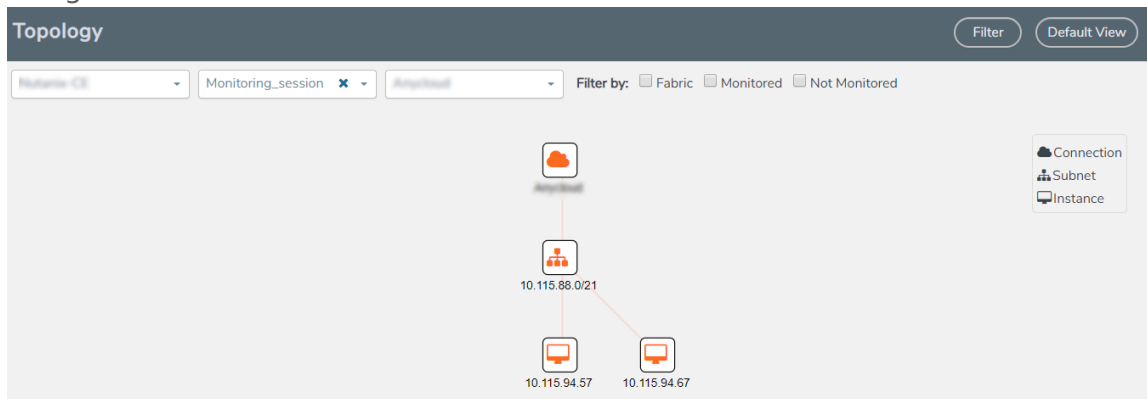 Topology
Filter
Default View
Monitoring_session
Filter by: Fabric Monitored Not Monitored
Connection
Subnet
Instance
10.115.88.0/21
10.115.94.57
10.115.94.67